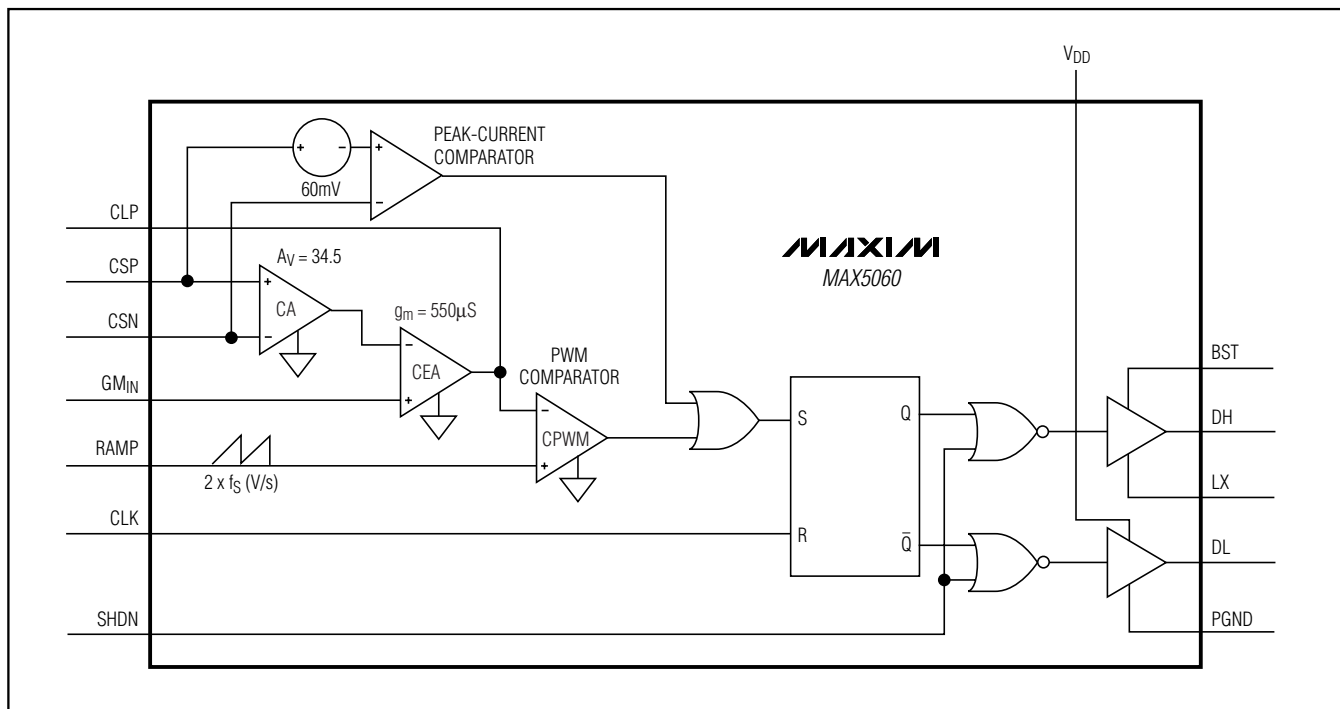 VDD
PEAK-CURRENT
COMPARATOR
+ -
+
-
60mV
CLP
MAXIM
MAX5060
AV = 34.5
CSP
+
CA
-
gm = 550µS
CSN
-
CEA
+
PWM
COMPARATOR
GMIN
BST
-
CPWM
+
S
Q
DH
RAMP
2 x fS (V/s)
LX
CLK
R
Q̅
DL
SHDN
PGND